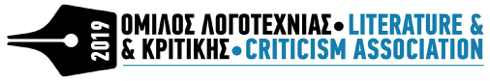 2019
ΟΜΙΛΟΣ ΛΟΓΟΤΕΧΝΙΑΣ • LITERATURE &
& ΚΡΙΤΙΚΗΣ • CRITICISM ASSOCIATION